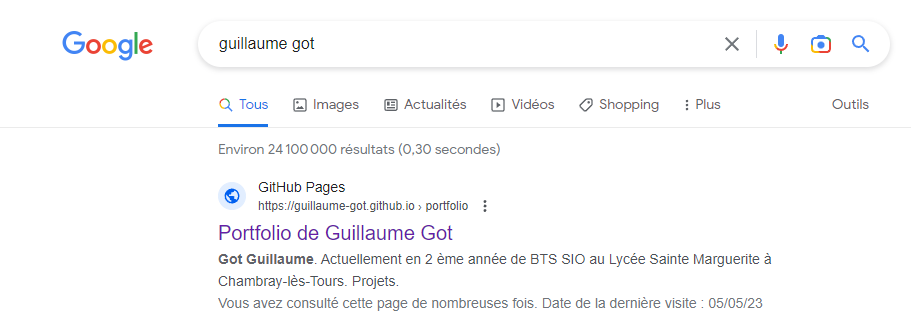 Google
guillaume got
Tous Images Actualités Vidéos Shopping Plus Outils
Environ 24 100 000 résultats (0,30 secondes)
GitHub Pages
https://guillaume-got.github.io › portfolio
Portfolio de Guillaume Got
Got Guillaume. Actuellement en 2 ème année de BTS SIO au Lycée Sainte Marguerite à
Chambray-lès-Tours. Projets.
Vous avez consulté cette page de nombreuses fois. Date de la dernière visite : 05/05/23